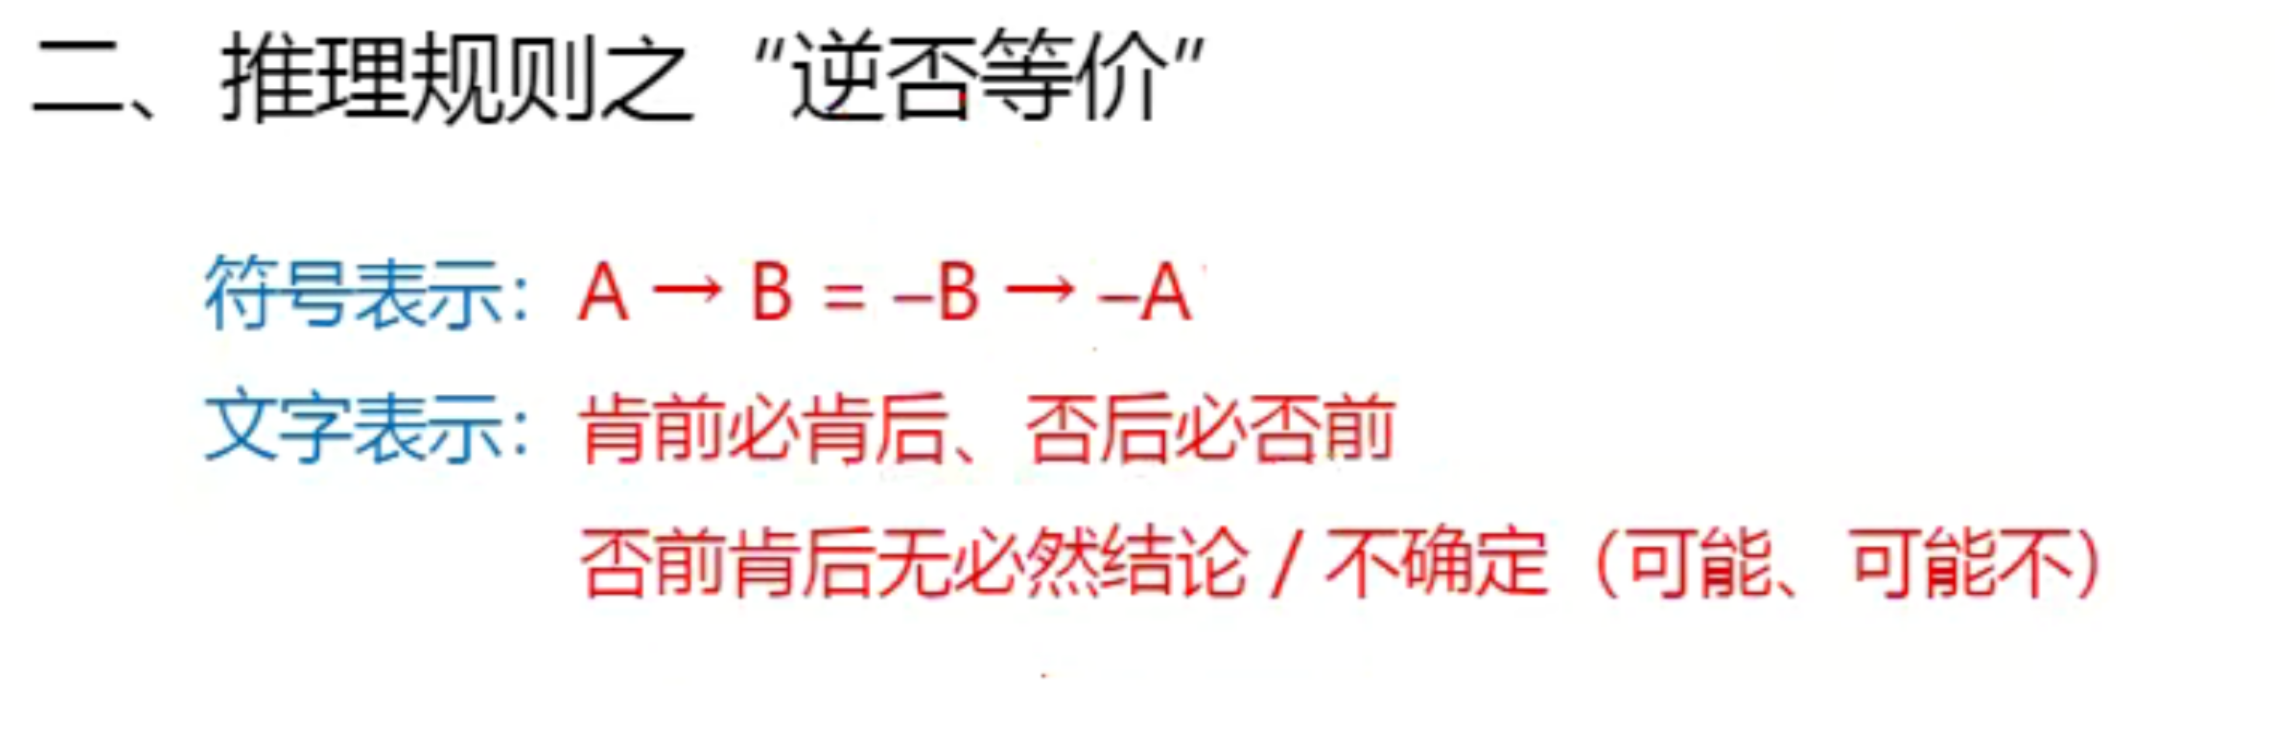 二、推理规则之“逆否等价”
符号表示：A → B = –B → –A
文字表示：肯前必肯后、否后必否前
否前肯后无必然结论 / 不确定（可能、可能不）